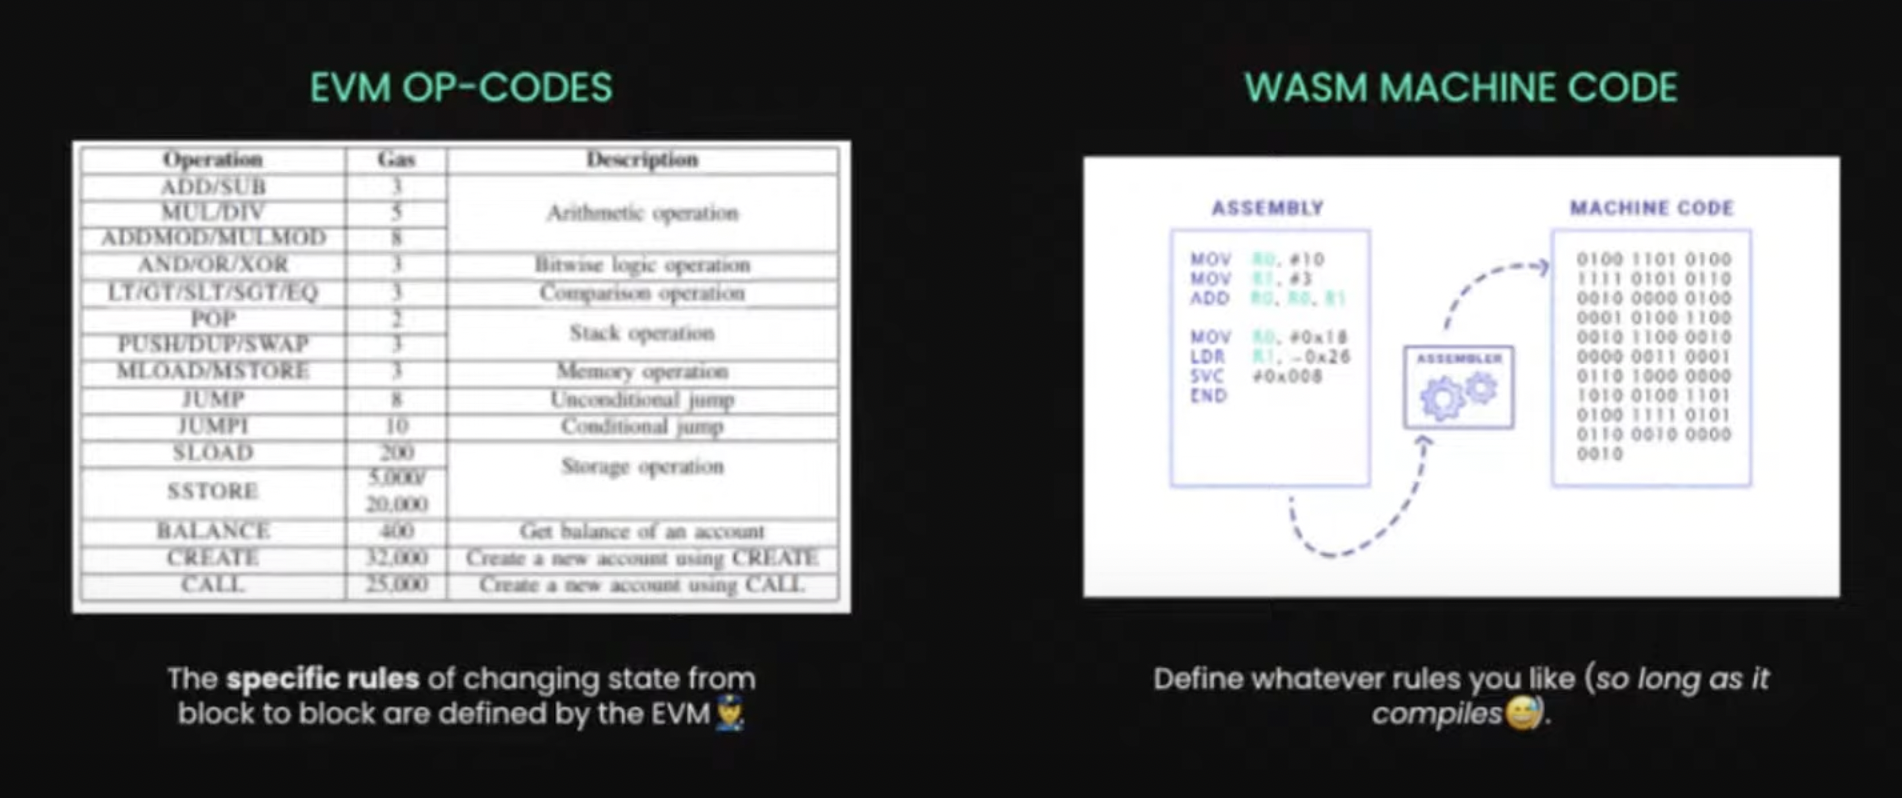 EVM OP-CODES
Operation Gas Description
ADD/SUB 3
MUL/DIV 5 Arithmetic operation
ADDMOD/MULMOD 8
AND/OR/XOR 3 Bitwise logic operation
LT/GT/SLT/SGT/EQ 3 Comparison operation
POP 2
Stack operation
PUSH/DUP/SWAP 3
MLOAD/MSTORE 3 Memory operation
JUMP 8 Unconditional jump
JUMPI 10 Conditional jump
SLOAD 200
Storage operation
SSTORE 5,000/
20,000
BALANCE 400 Get balance of an account
CREATE 32,000 Create a new account using CREATE
CALL 25,000 Create a new account using CALL
The specific rules of changing state from
block to block are defined by the EVM👮.
WASM MACHINE CODE
ASSEMBLY
MOV R0, #10
MOV R1, #3
ADD R0, R0, R1
MOV R0, #0x18
LDR R1, -0x26
SVC #0x008
END
ASSEMBLER
MACHINE CODE
0100 1101 0100
1111 0101 0110
0010 0000 0100
0001 0100 1100
0010 1100 0010
0000 0011 0001
0110 1000 0000
1010 0100 1101
0100 1111 0101
0110 0010 0000
0010
Define whatever rules you like (so long as it
compiles😅).